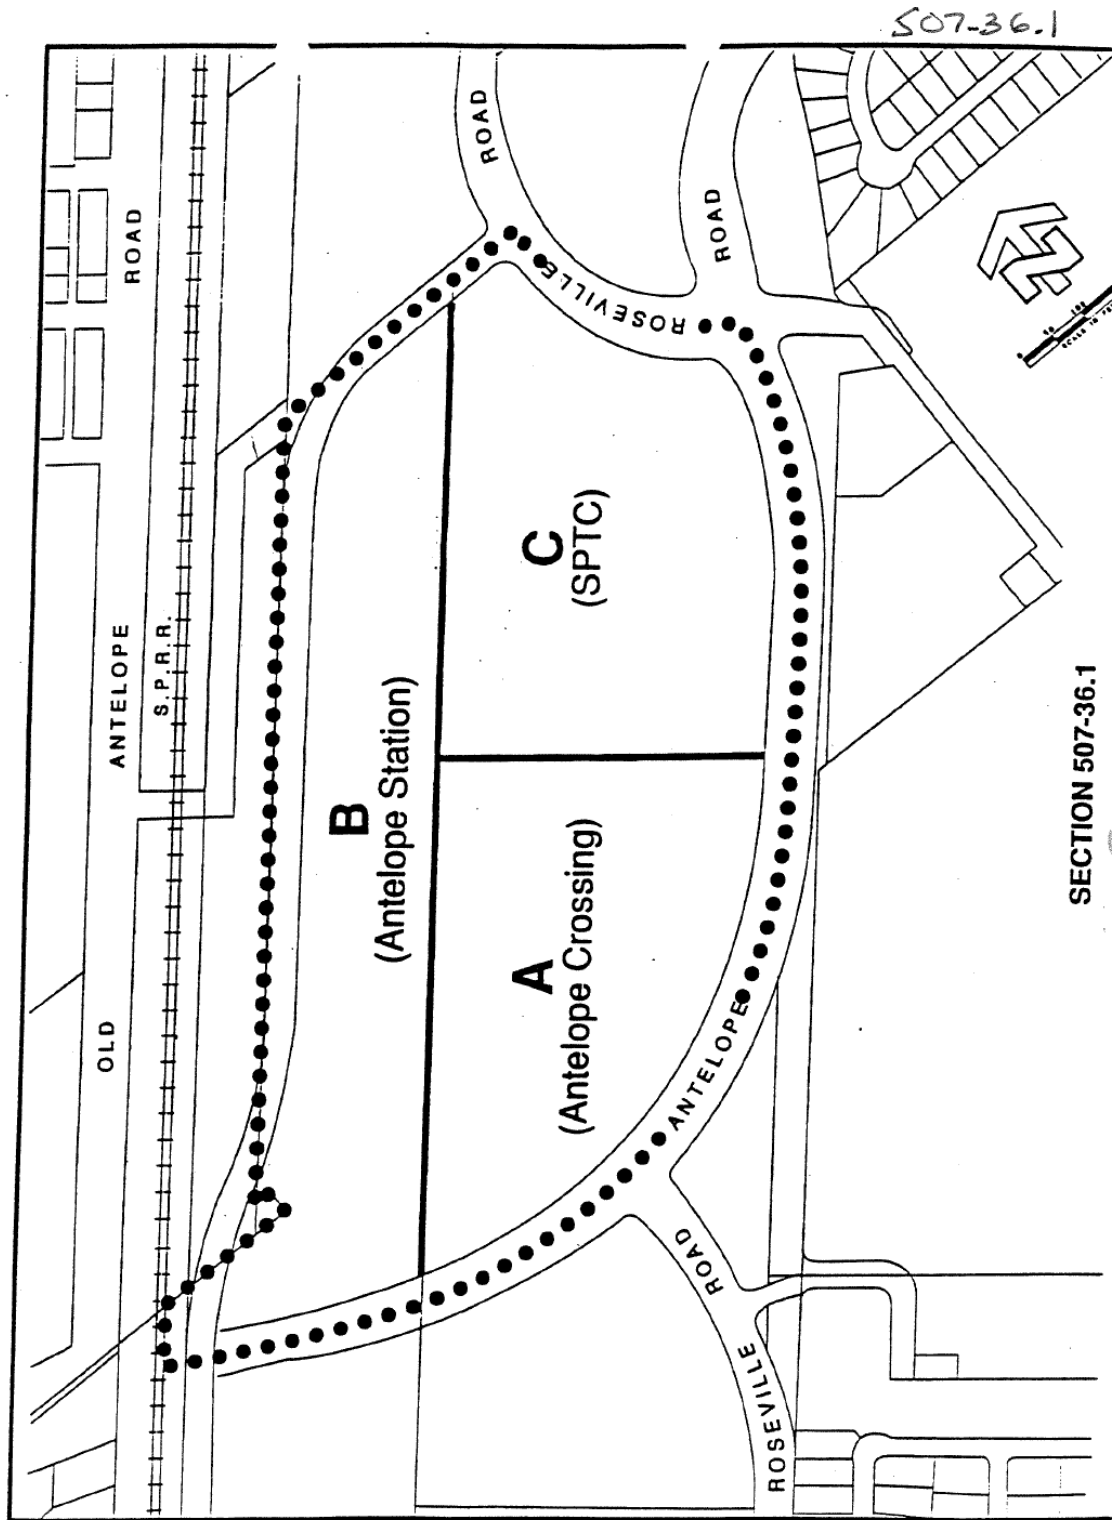 507-36.1
ROAD
ROAD
ROAD
ROSEVILLE
ANTELOPE
S.P.R.R.
OLD
B
(Antelope Station)
C
(SPTC)
A
(Antelope Crossing)
ANTELOPE
ROAD
ROSEVILLE
SECTION 507-36.1